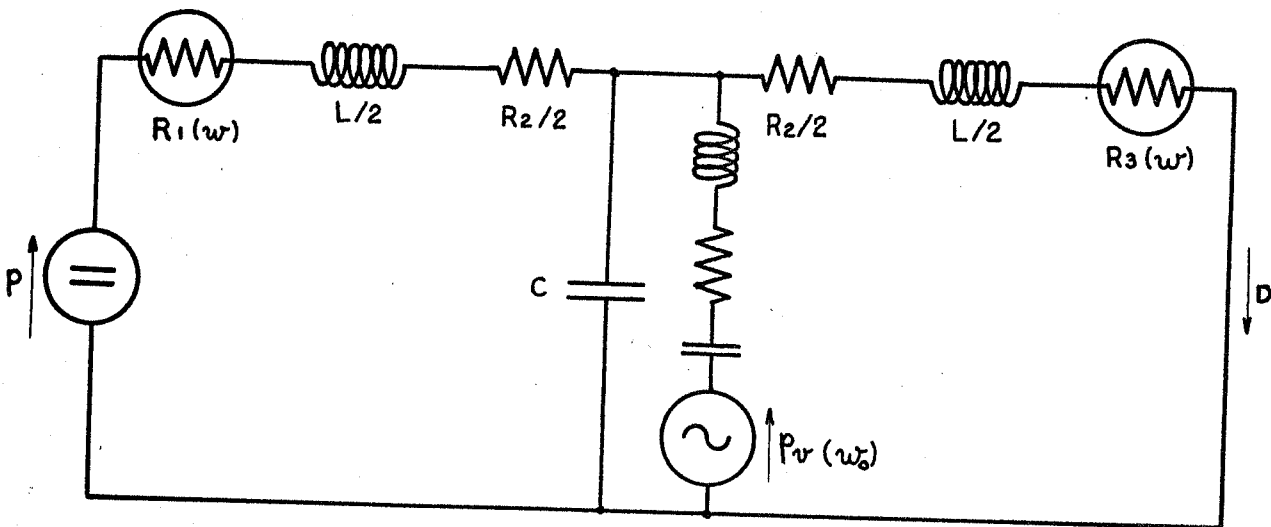 R1(w)
L/2
R2/2
R2/2
L/2
R3(w)
P
C
D
Pv(w₀)